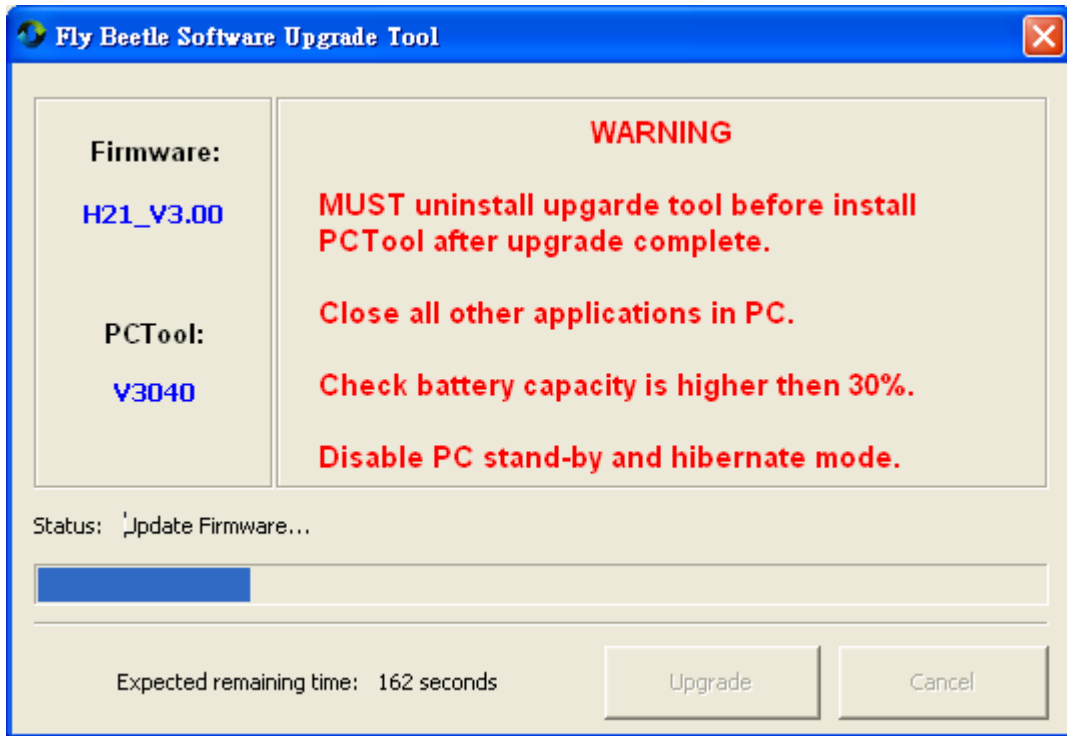 Fly Beetle Software Upgrade Tool
Firmware:
H21_V3.00
PCTool:
V3040
WARNING
MUST uninstall upgarde tool before install
PCTool after upgrade complete.
Close all other applications in PC.
Check battery capacity is higher then 30%.
Disable PC stand-by and hibernate mode.
Status: Update Firmware...
Expected remaining time: 162 seconds
Upgrade
Cancel